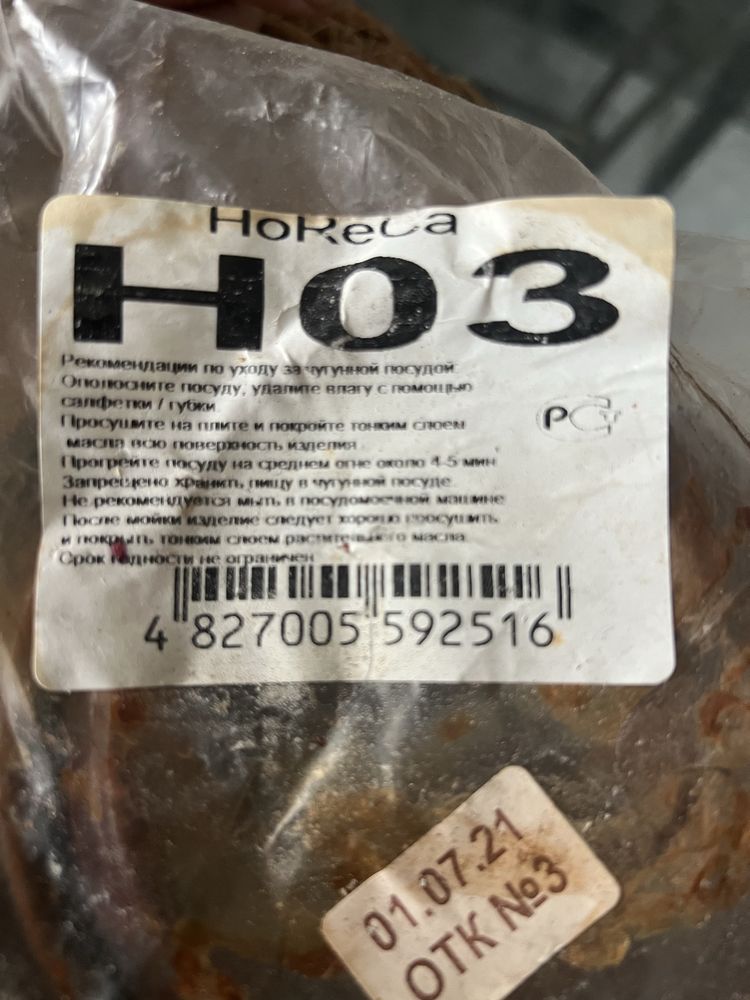 HoReCa
H03
Рекомендации по уходу за чугунной посудой.
Ополосните посуду, удалите влагу с помощью
салфетки / губки.
Просушите на плите и покройте тонким слоем
масла всю поверхность изделия.
Прогрейте посуду на среднем огне около 4-5 мин
Запрещено хранить пищу в чугунной посуде.
Не рекомендуется мыть в посудомоечной машине
После мойки изделие следует хорошо просушить
и покрыть тонким слоем растительного масла
Срок годности не ограничен
4 827005 592516
01.07.21
ОТК №3